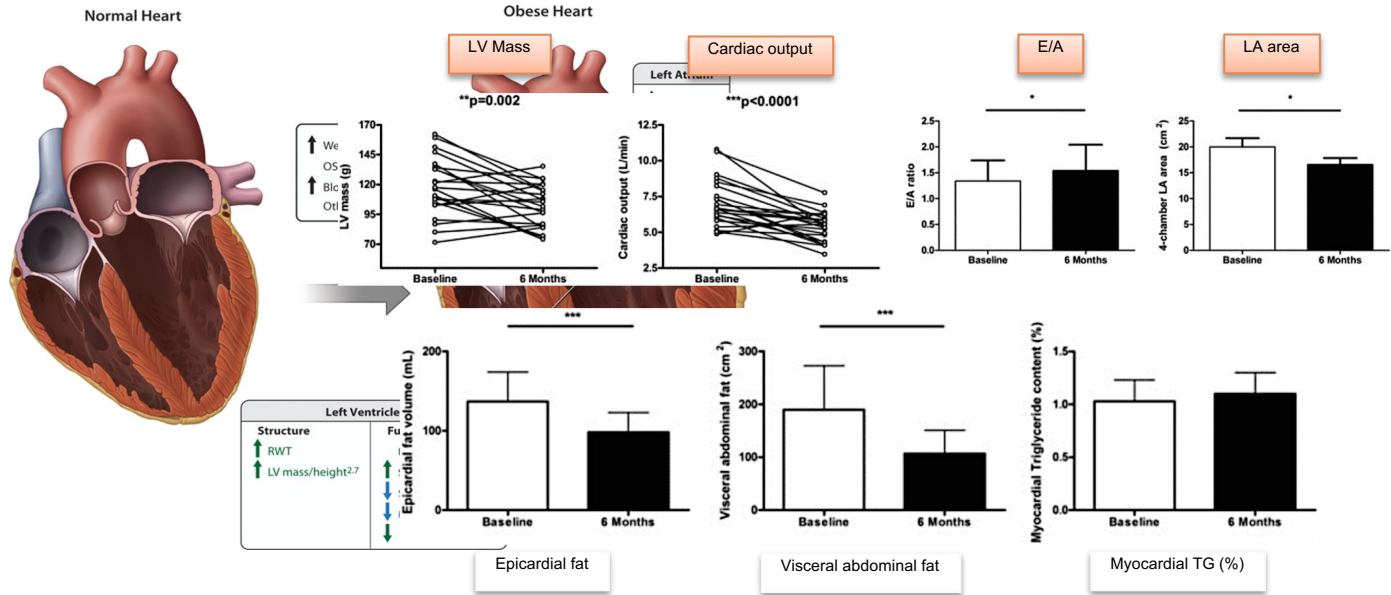 Normal Heart
Obese Heart
LV Mass
Cardiac output
E/A
LA area
Left Atrium
**p=0.002
LV mass (g)
170
145
120
95
70
Baseline
6 Months
***p<0.0001
Cardiac output (L/min)
12.5
10.0
7.5
5.0
2.5
Baseline
6 Months
*
E/A ratio
2.5
2.0
1.5
1.0
0.5
0.0
Baseline
6 Months
*
4-chamber LA area (cm²)
25
20
15
10
5
0
Baseline
6 Months
Left Ventricle
Structure
RWT
LV mass/height2.7
***
Epicardial fat volume (mL)
200
100
0
Baseline
6 Months
Epicardial fat
***
Visceral abdominal fat (cm²)
300
200
100
0
Baseline
6 Months
Visceral abdominal fat
Myocardial Triglyceride content (%)
1.5
1.0
0.5
0.0
Baseline
6 Months
Myocardial TG (%)